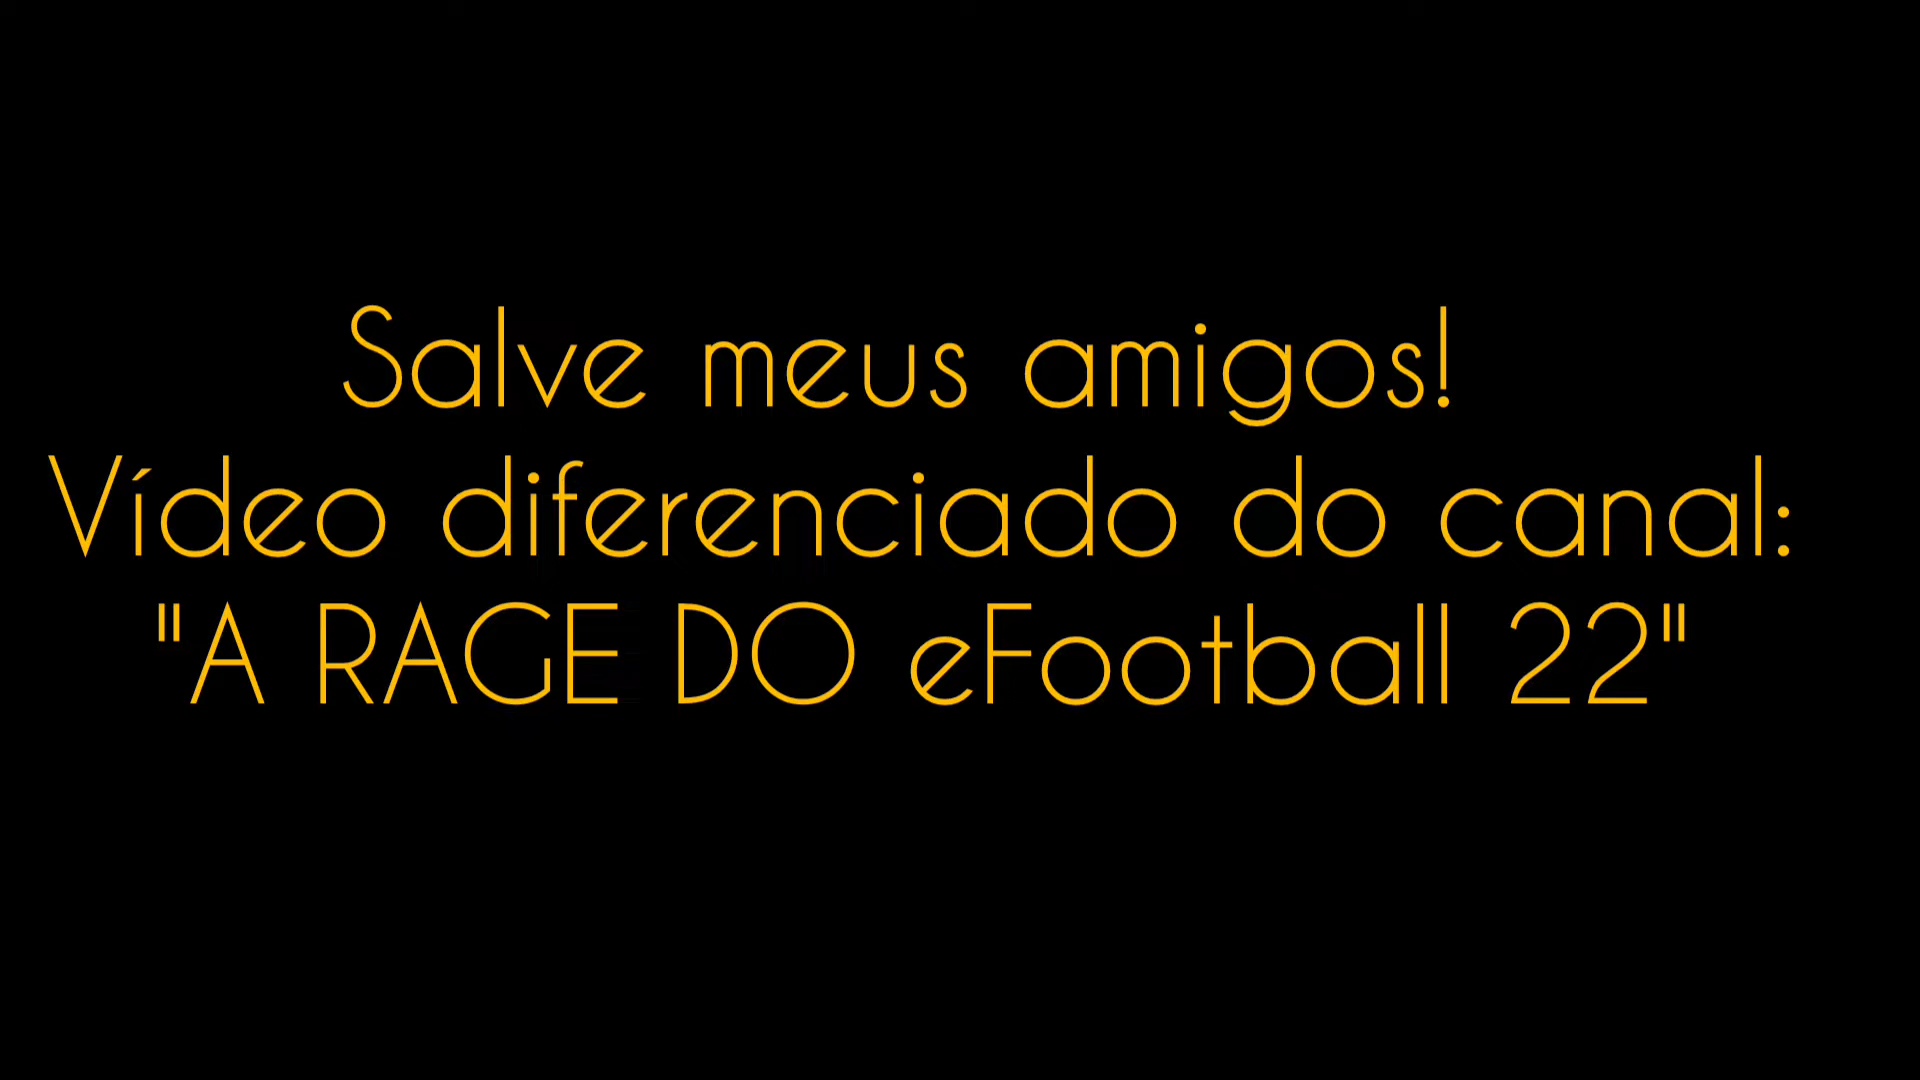 Salve meus amigos!
Vídeo diferenciado do canal:
"A RAGE DO eFootball 22"